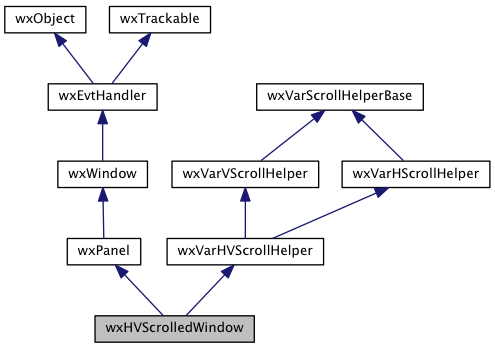 wxObject
wxTrackable
wxEvtHandler
wxVarScrollHelperBase
wxWindow
wxVarVScrollHelper
wxVarHScrollHelper
wxPanel
wxVarHVScrollHelper
wxHVScrolledWindow